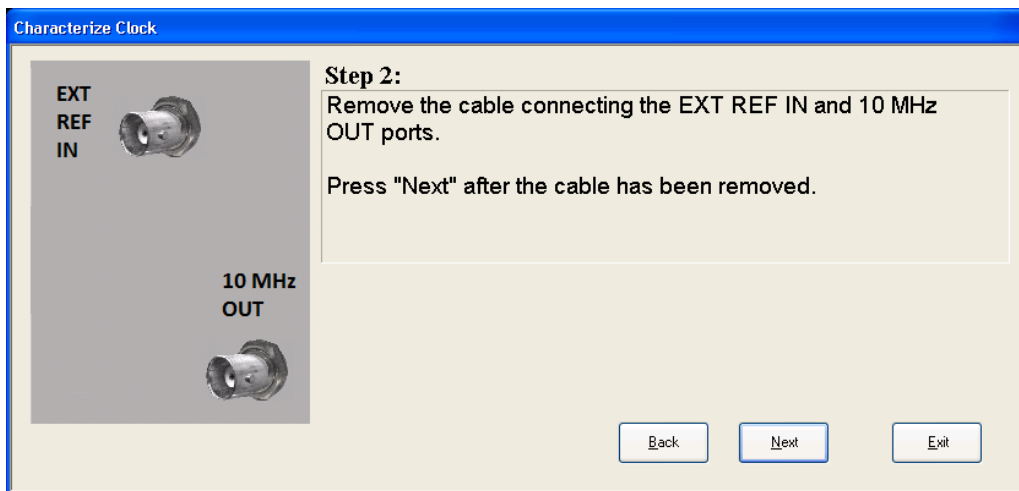 Characterize Clock
EXT
REF
IN
10 MHz
OUT
Step 2:
Remove the cable connecting the EXT REF IN and 10 MHz
OUT ports.
Press "Next" after the cable has been removed.
Back
Next
Exit